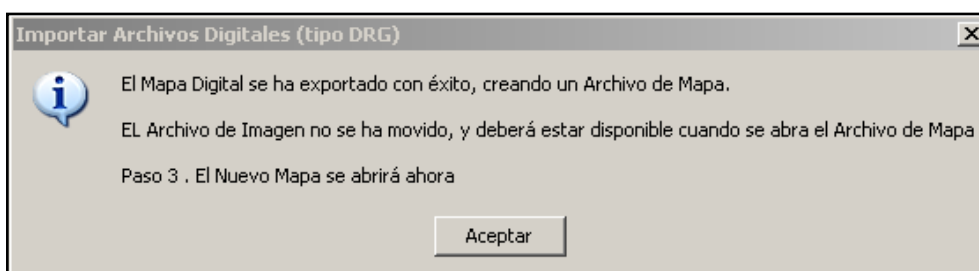 Importar Archivos Digitales (tipo DRG)
El Mapa Digital se ha exportado con éxito, creando un Archivo de Mapa.
EL Archivo de Imagen no se ha movido, y deberá estar disponible cuando se abra el Archivo de Mapa
Paso 3 . El Nuevo Mapa se abrirá ahora
Aceptar